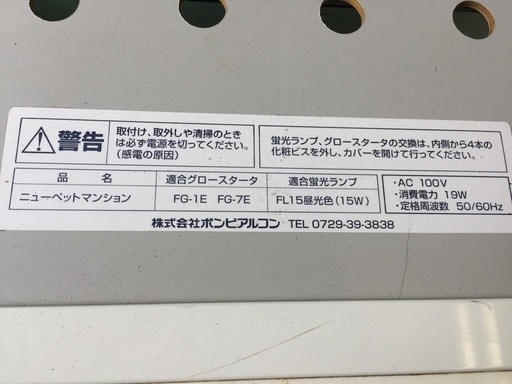 警告
取付け、取外しや清掃のとき
は必ず電源を切ってください。
(感電の原因)
蛍光ランプ、グロースタータの交換は、内側から4本の
化粧ビスを外し、カバーを開けて行ってください。
品 名
適合グロースタータ
適合蛍光ランプ
ニューペットマンション
FG-1E FG-7E
FL15昼光色(15W)
・AC 100V
・消費電力 19W
・定格周波数 50/60Hz
株式会社ボンビアルコン TEL 0729-39-3838